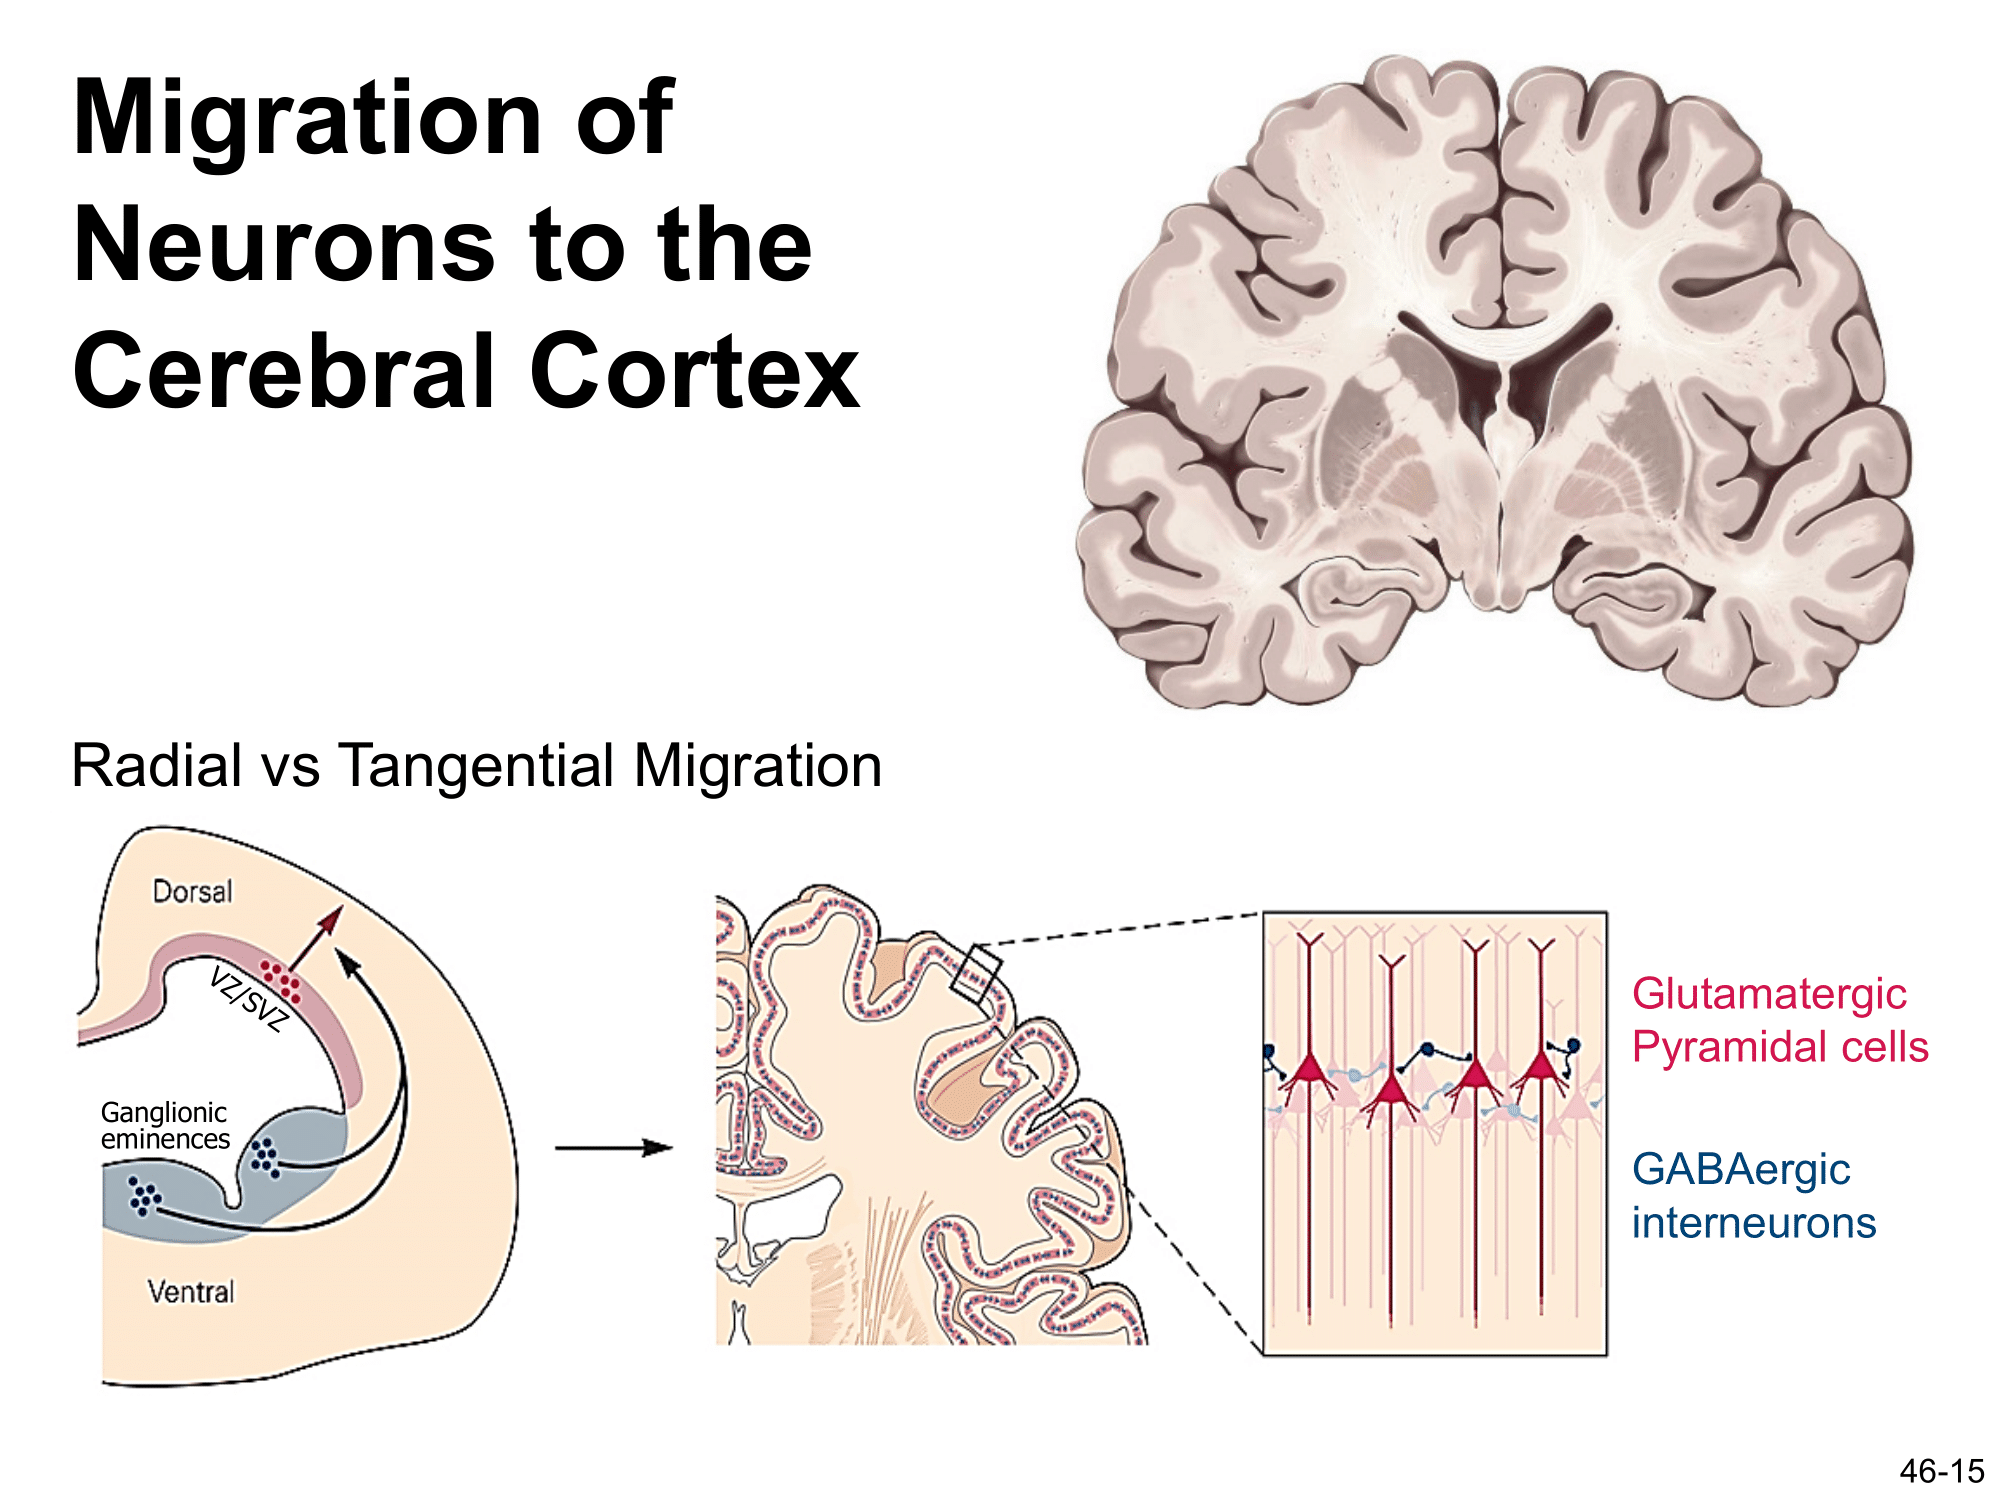 Migration of
Neurons to the
Cerebral Cortex
Radial vs Tangential Migration
Dorsal
VZ/SVZ
Ganglionic
eminences
Ventral
Glutamatergic
Pyramidal cells
GABAergic
interneurons
46-15